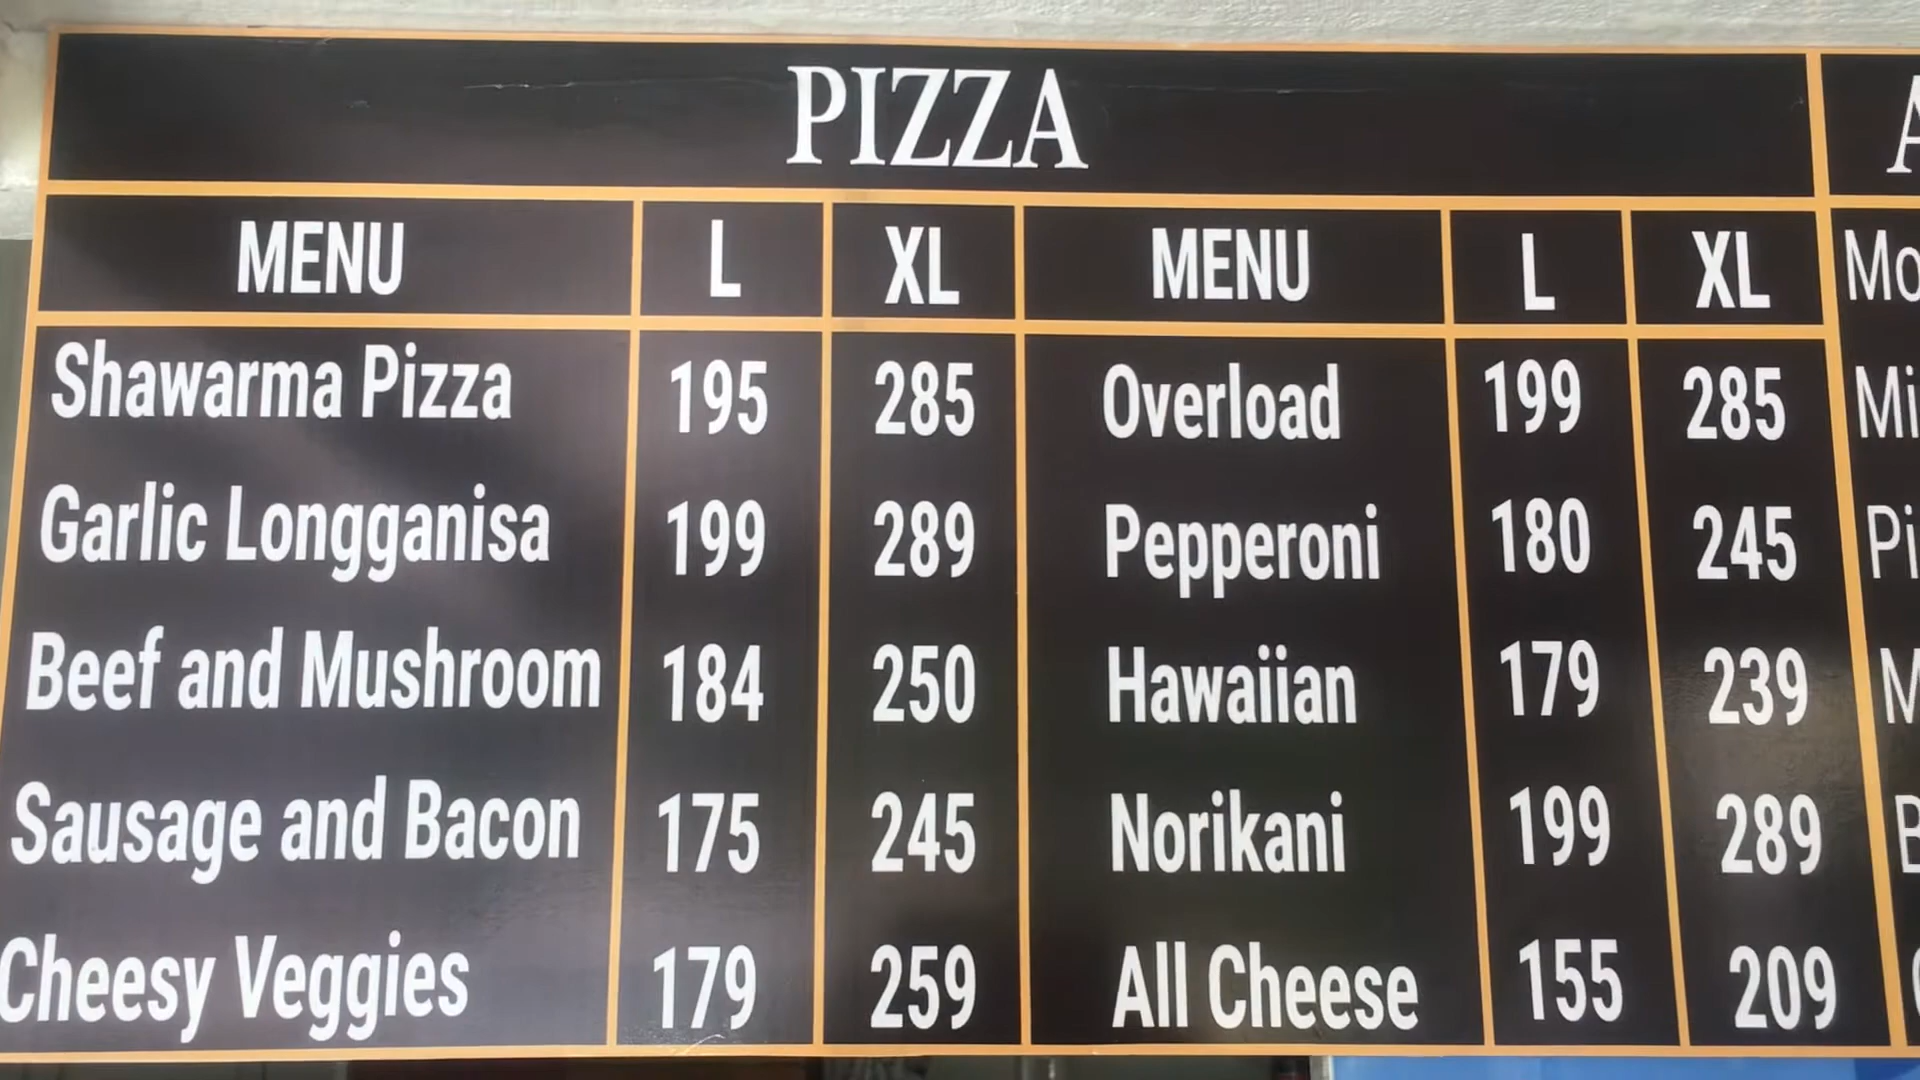 PIZZA
MENU L XL MENU L XL
Shawarma Pizza 195 285 Overload 199 285
Garlic Longganisa 199 289 Pepperoni 180 245
Beef and Mushroom 184 250 Hawaiian 179 239
Sausage and Bacon 175 245 Norikani 199 289
Cheesy Veggies 179 259 All Cheese 155 209